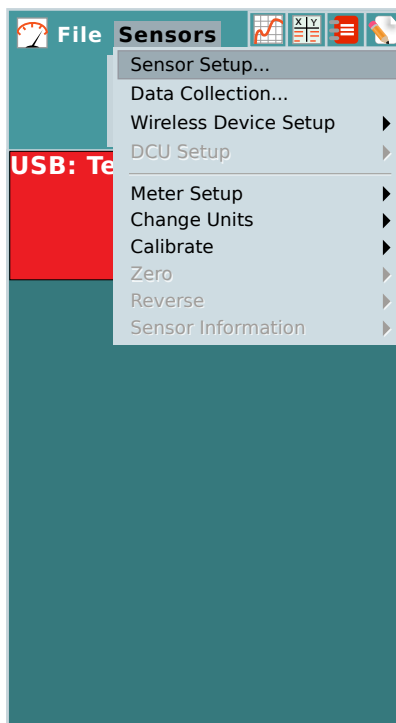 File Sensors
X Y
Sensor Setup...
Data Collection...
Wireless Device Setup
DCU Setup
USB: Te
Meter Setup
Change Units
Calibrate
Zero
Reverse
Sensor Information